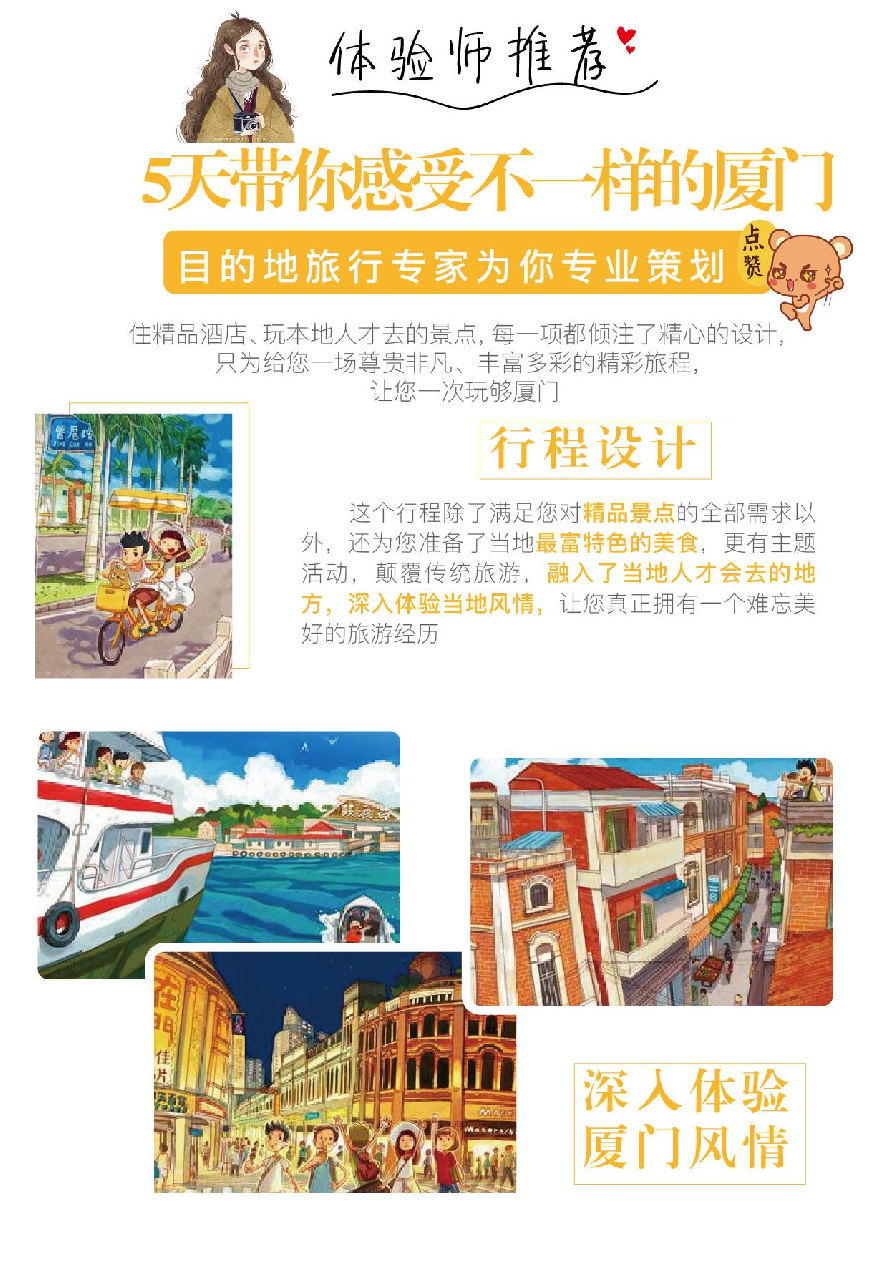 体验师推荐
5天带你感受不一样的厦门
目的地旅行专家为你专业策划
点赞
住精品酒店、玩本地人才去的景点，每一项都倾注了精心的设计，
只为给您一场尊贵非凡、丰富多彩的精彩旅程，
让您一次玩够厦门
行程设计
这个行程除了满足您对精品景点的全部需求以
外，还为您准备了当地最富特色的美食，更有主题
活动，颠覆传统旅游，融入了当地人才会去的地
方，深入体验当地风情，让您真正拥有一个难忘美
好的旅游经历
曾厝垵
在門
佳
片
深入体验
厦门风情